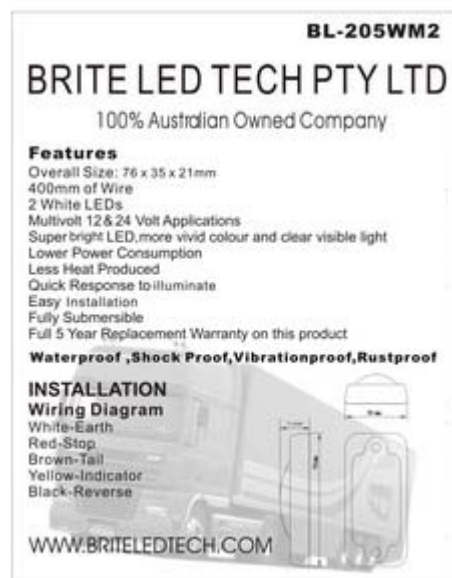 BL-205WM2
BRITE LED TECH PTY LTD
100% Australian Owned Company
Features
Overall Size: 76 x 35 x 21mm
400mm of Wire
2 White LEDs
Multivolt 12 & 24 Volt Applications
Super bright LED,more vivid colour and clear visible light
Lower Power Consumption
Less Heat Produced
Quick Response to illuminate
Easy Installation
Fully Submersible
Full 5 Year Replacement Warranty on this product
Waterproof ,Shock Proof,Vibrationproof,Rustproof
INSTALLATION
Wiring Diagram
White-Earth
Red-Stop
Brown-Tail
Yellow-Indicator
Black-Reverse
WWW.BRITELEDTECH.COM